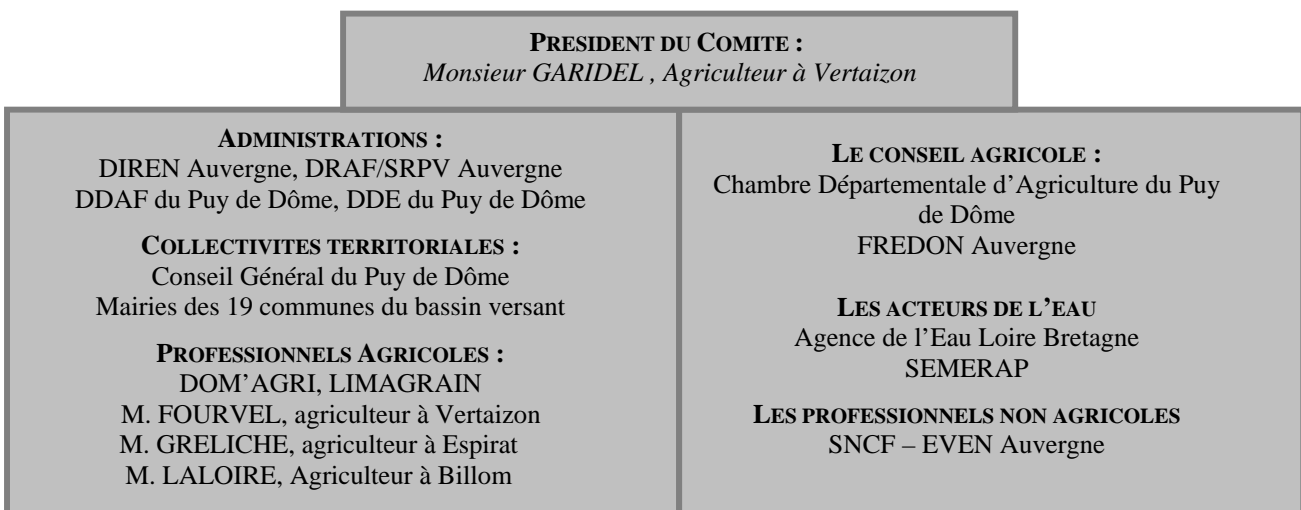 PRESIDENT DU COMITE :
Monsieur GARIDEL , Agriculteur à Vertaizon
ADMINISTRATIONS :
DIREN Auvergne, DRAF/SRPV Auvergne
DDAF du Puy de Dôme, DDE du Puy de Dôme
COLLECTIVITES TERRITORIALES :
Conseil Général du Puy de Dôme
Mairies des 19 communes du bassin versant
PROFESSIONNELS AGRICOLES :
DOM’AGRI, LIMAGRAIN
M. FOURVEL, agriculteur à Vertaizon
M. GRELICHE, agriculteur à Espirat
M. LALOIRE, Agriculteur à Billom
LE CONSEIL AGRICOLE :
Chambre Départementale d’Agriculture du Puy
de Dôme
FREDON Auvergne
LES ACTEURS DE L’EAU
Agence de l’Eau Loire Bretagne
SEMERAP
LES PROFESSIONNELS NON AGRICOLES
SNCF – EVEN Auvergne